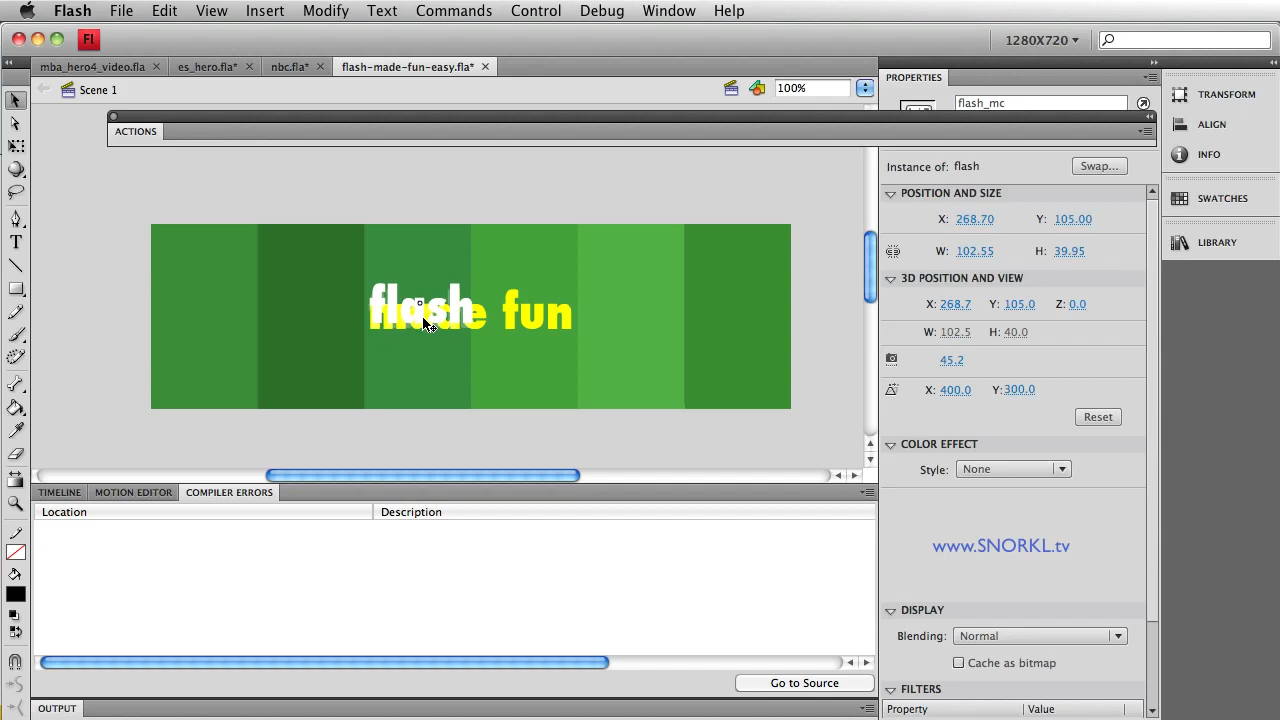 Flash File Edit View Insert Modify Text Commands Control Debug Window Help
Fl 1280X720
mba_hero4_video.fla es_hero.fla* nbc.fla* flash-made-fun-easy.fla* PROPERTIES
Scene 1 100%
flash_mc
TRANSFORM
ACTIONS
ALIGN
INFO
Instance of: flash Swap...
POSITION AND SIZE
SWATCHES
X: 268.70 Y: 105.00
LIBRARY
W: 102.55 H: 39.95
3D POSITION AND VIEW
X: 268.7 Y: 105.0 Z: 0.0
W: 102.5 H: 40.0
45.2
X: 400.0 Y: 300.0
Reset
flash
made fun
COLOR EFFECT
Style: None
TIMELINE MOTION EDITOR COMPILER ERRORS
Location Description
www.SNORKL.tv
DISPLAY
Blending: Normal
Cache as bitmap
Go to Source
FILTERS
OUTPUT
Property Value